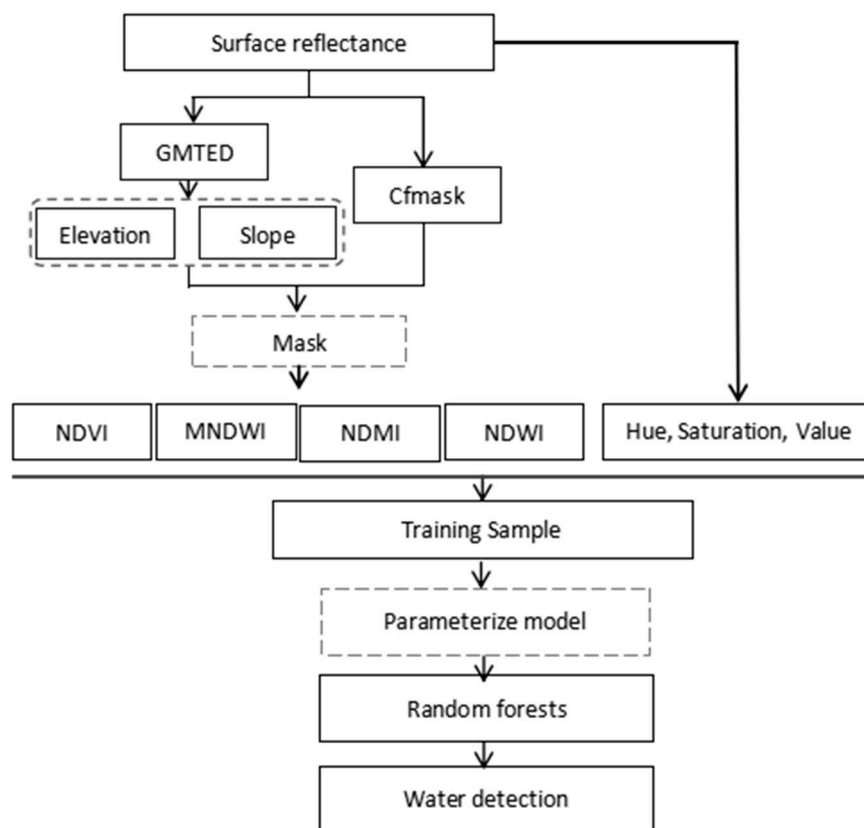 Surface reflectance
GMTED
Cfmask
Elevation
Slope
Mask
NDVI
MNDWI
NDMI
NDWI
Hue, Saturation, Value
Training Sample
Parameterize model
Random forests
Water detection